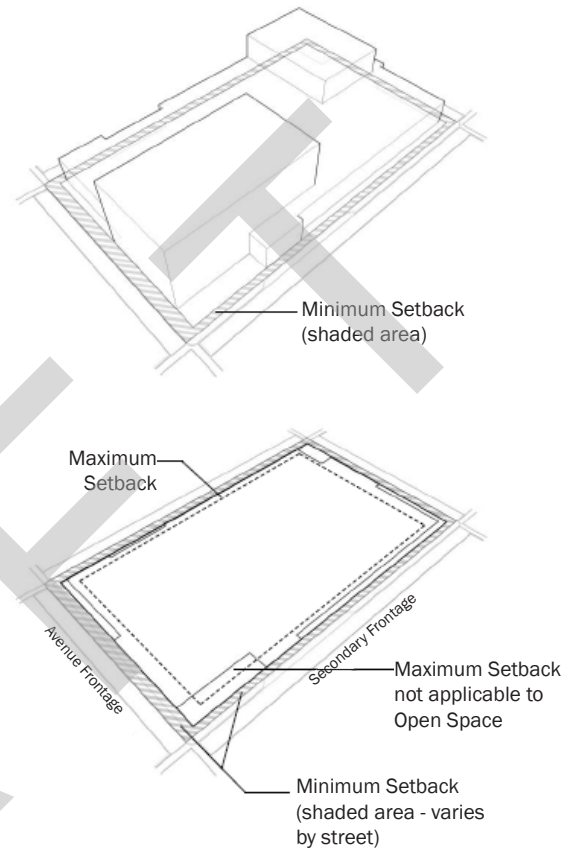 Minimum Setback
(shaded area)
Maximum
Setback
Avenue Frontage
Secondary Frontage
Maximum Setback
not applicable to
Open Space
Minimum Setback
(shaded area - varies
by street)